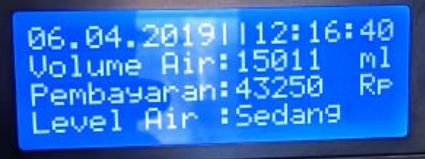 06.04.2019||12:16:40
Volume Air:15011 ml
Pembayaran:43250 Rp
Level Air :Sedang